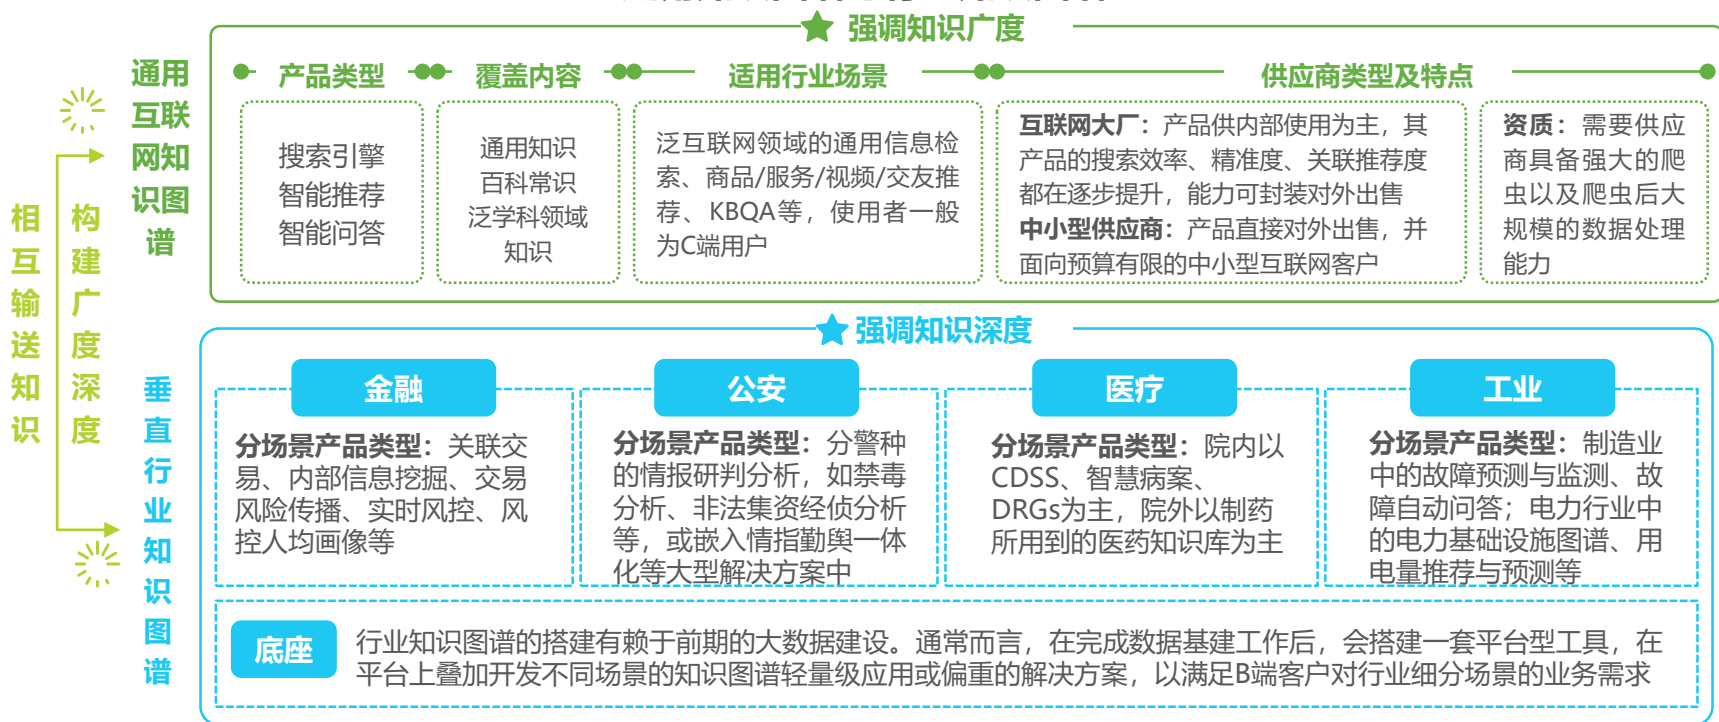 强调知识广度
通用
互联
网知
识图
谱
产品类型
覆盖内容
适用行业场景
供应商类型及特点
搜索引擎
智能推荐
智能问答
通用知识
百科常识
泛学科领域
知识
泛互联网领域的通用信息检
索、商品/服务/视频/交友推
荐、KBQA等，使用者一般
为C端用户
互联网大厂：产品供内部使用为主，其
产品的搜索效率、精准度、关联推荐度
都在逐步提升，能力可封装对外出售
中小型供应商：产品直接对外出售，并
面向预算有限的中小型互联网客户
资质：需要供应
商具备强大的爬
虫以及爬虫后大
规模的数据处理
能力
相互输送知识
构建广度深度
强调知识深度
垂直行业知识图谱
金融
分场景产品类型：关联交
易、内部信息挖掘、交易
风险传播、实时风控、风
控人均画像等
公安
分场景产品类型：分警种
的情报研判分析，如禁毒
分析、非法集资经侦分析
等，或嵌入情指勤舆一体
化等大型解决方案中
医疗
分场景产品类型：院内以
CDSS、智慧病案、
DRGs为主，院外以制药
所用到的医药知识库为主
工业
分场景产品类型：制造业
中的故障预测与监测、故
障自动问答；电力行业中
的电力基础设施图谱、用
电量推荐与预测等
底座
行业知识图谱的搭建有赖于前期的大数据建设。通常而言，在完成数据基建工作后，会搭建一套平台型工具，在
平台上叠加开发不同场景的知识图谱轻量级应用或偏重的解决方案，以满足B端客户对行业细分场景的业务需求